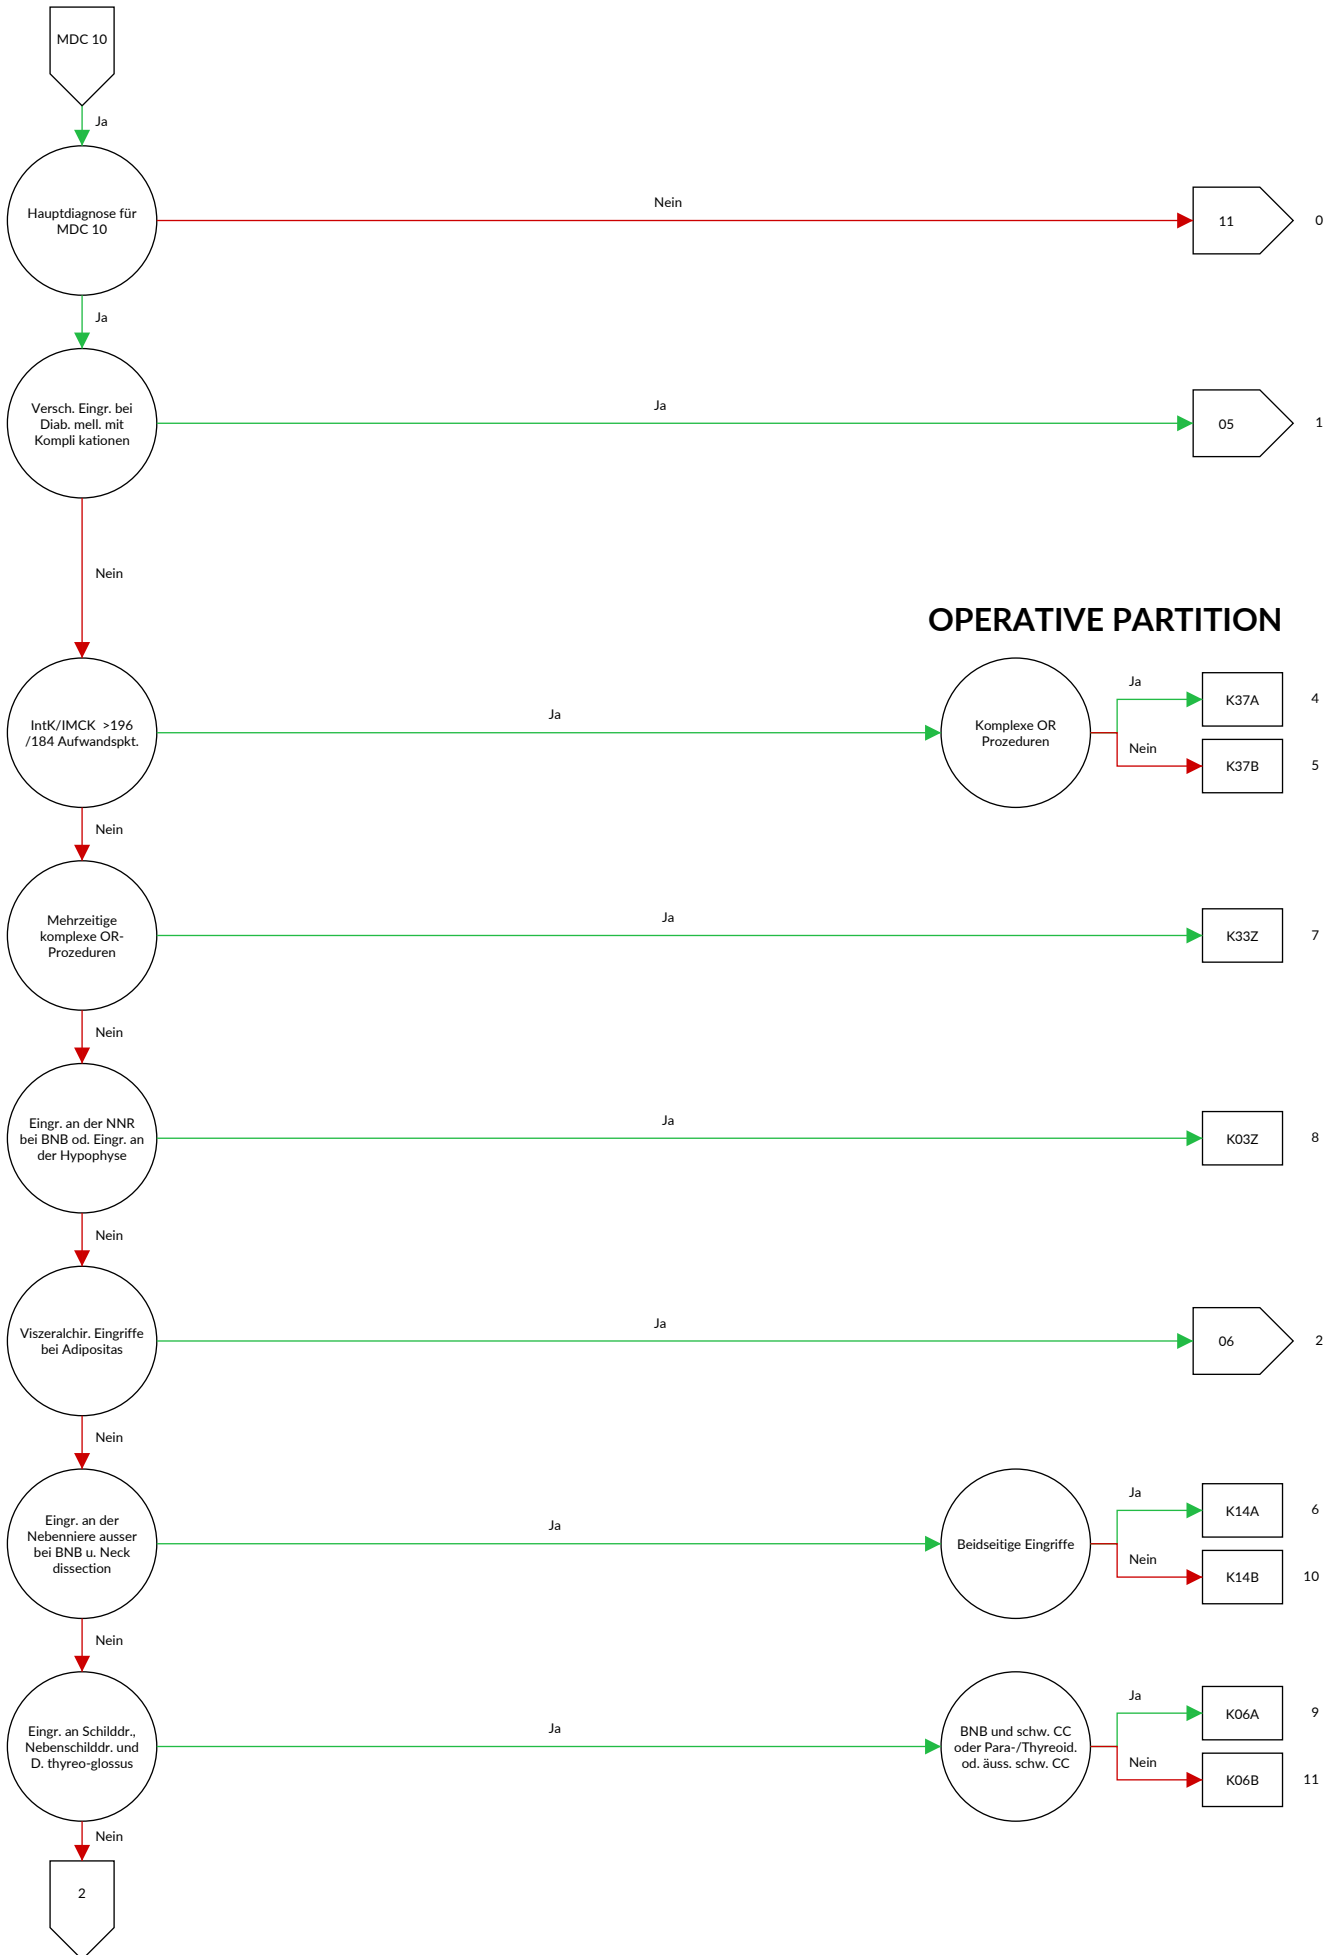 MDC 10
Ja
Hauptdiagnose für
MDC 10
Nein
11
0
Ja
Versch. Eingr. bei
Diab. mell. mit
Kompli kationen
Ja
05
1
Nein
OPERATIVE PARTITION
IntK/IMCK >196
/184 Aufwandspkt.
Ja
Komplexe OR
Prozeduren
Ja
K37A
4
Nein
K37B
5
Nein
Mehrzeitige
komplexe OR-
Prozeduren
Ja
K33Z
7
Nein
Eingr. an der NNR
bei BNB od. Eingr. an
der Hypophyse
Ja
K03Z
8
Nein
Viszeralchir. Eingriffe
bei Adipositas
Ja
06
2
Nein
Eingr. an der
Nebenniere ausser
bei BNB u. Neck
dissection
Ja
Beidseitige Eingriffe
Ja
K14A
6
Nein
K14B
10
Nein
Eingr. an Schilddr.,
Nebenschilddr. und
D. thyreo-glossus
Ja
BNB und schw. CC
oder Para-/Thyreoid.
od. äuss. schw. CC
Ja
K06A
9
Nein
K06B
11
Nein
2